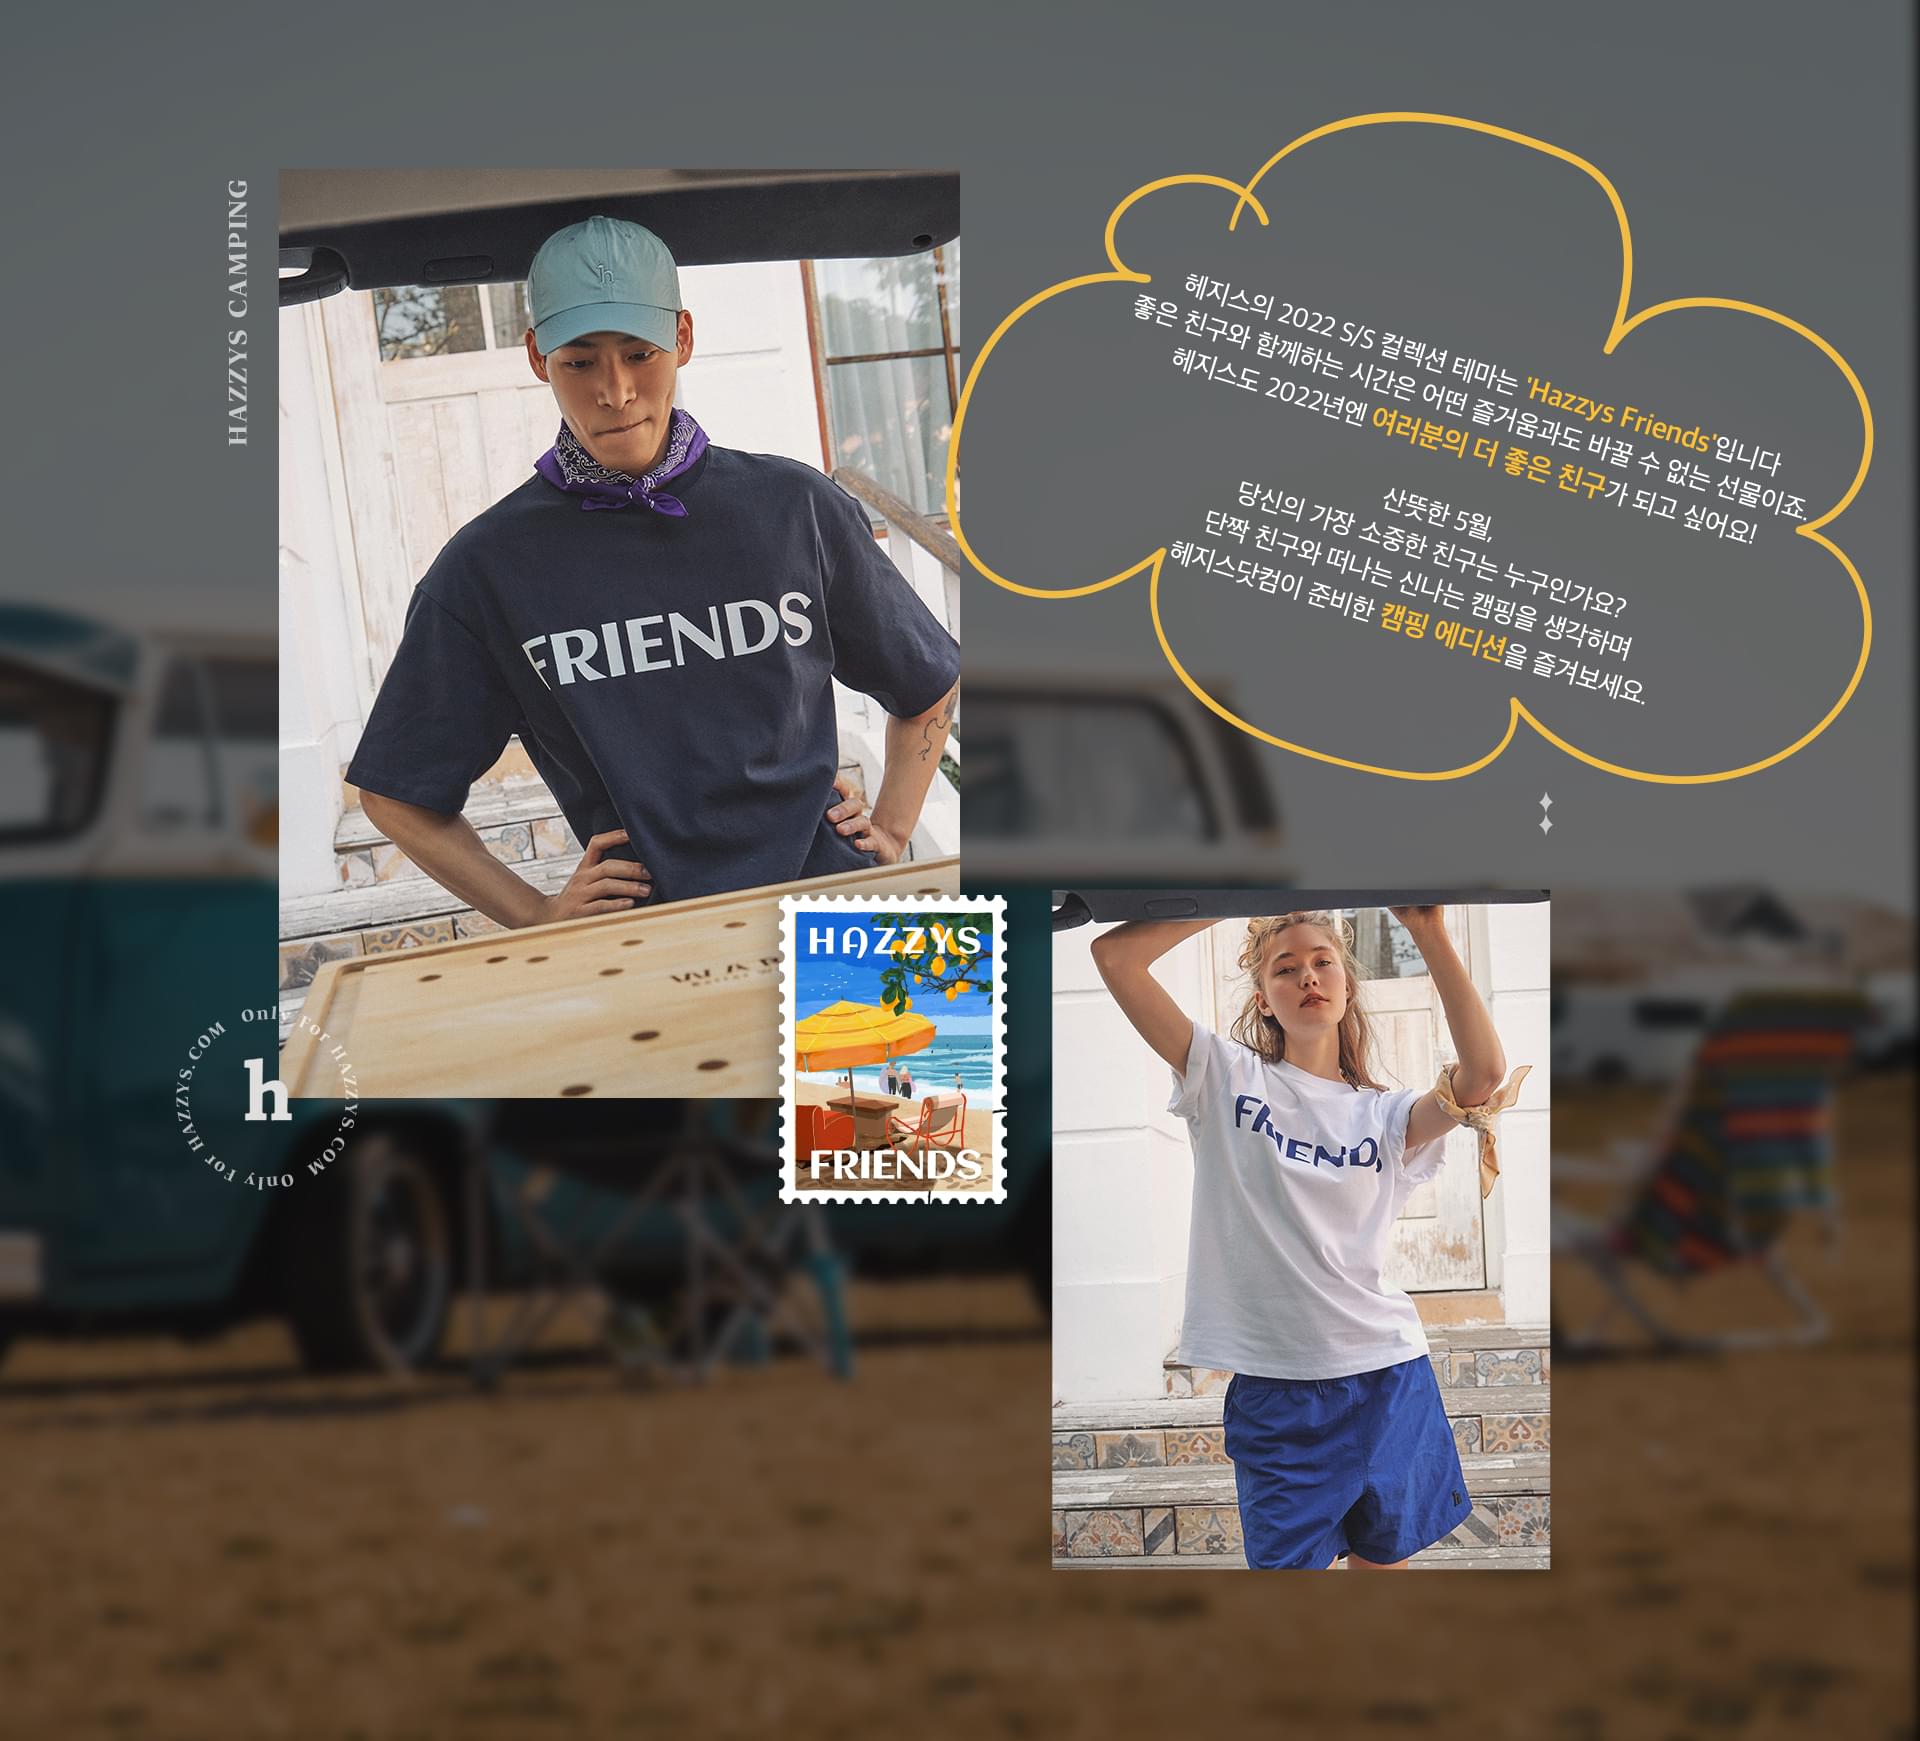 HAZZYS CAMPING
h
FRIENDS
헤지스의 2022 S/S 컬렉션 테마는 'Hazzys Friends'입니다
좋은 친구와 함께하는 시간은 어떤 즐거움과도 바꿀 수 없는 선물이죠.
헤지스도 2022년엔 여러분의 더 좋은 친구가 되고 싶어요!
산뜻한 5월,
당신의 가장 소중한 친구는 누구인가요?
단짝 친구와 떠나는 신나는 캠핑을 생각하며
헤지스닷컴이 준비한 캠핑 에디션을 즐겨보세요.
HAZZYS
FRIENDS
Only For HAZZYS.COM
Only For HAZZYS.COM
h
FRIENDS
h